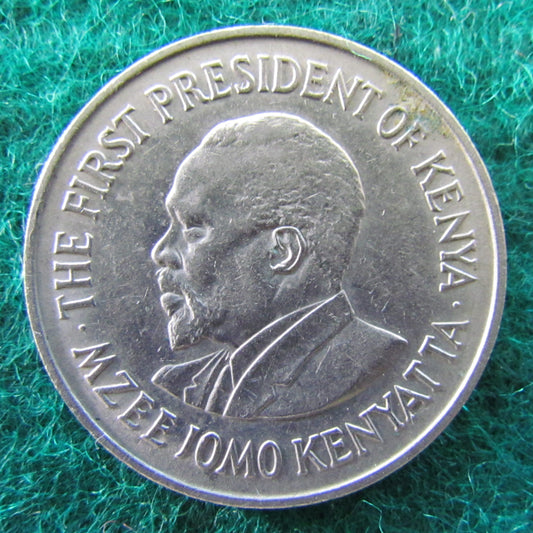 THE FIRST PRESIDENT OF KENYA
· MZEE JOMO KENYATTA ·